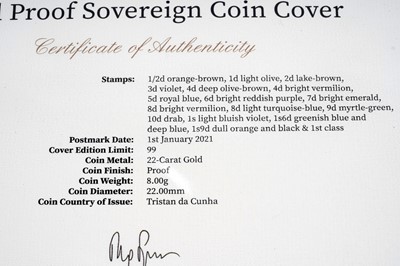 Proof Sovereign Coin Cover
Certificate of Authenticity
Stamps: 1/2d orange-brown, 1d light olive, 2d lake-brown,
3d violet, 4d deep olive-brown, 4d bright vermilion,
5d royal blue, 6d bright reddish purple, 7d bright emerald,
8d bright vermilion, 8d light turquoise-blue, 9d myrtle-green,
10d drab, 1s light bluish violet, 1s6d greenish blue and
deep blue, 1s9d dull orange and black & 1st class
Postmark Date: 1st January 2021
Cover Edition Limit: 99
Coin Metal: 22-Carat Gold
Coin Finish: Proof
Coin Weight: 8.00g
Coin Diameter: 22.00mm
Coin Country of Issue: Tristan da Cunha